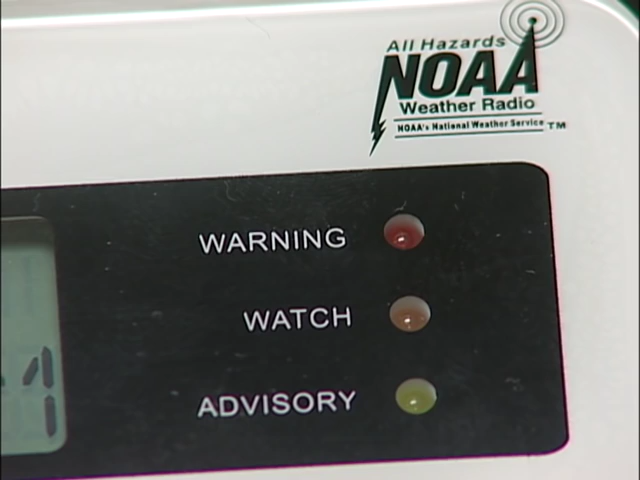 All Hazards
NOAA
Weather Radio
NOAA's National Weather Service TM
WARNING
WATCH
ADVISORY